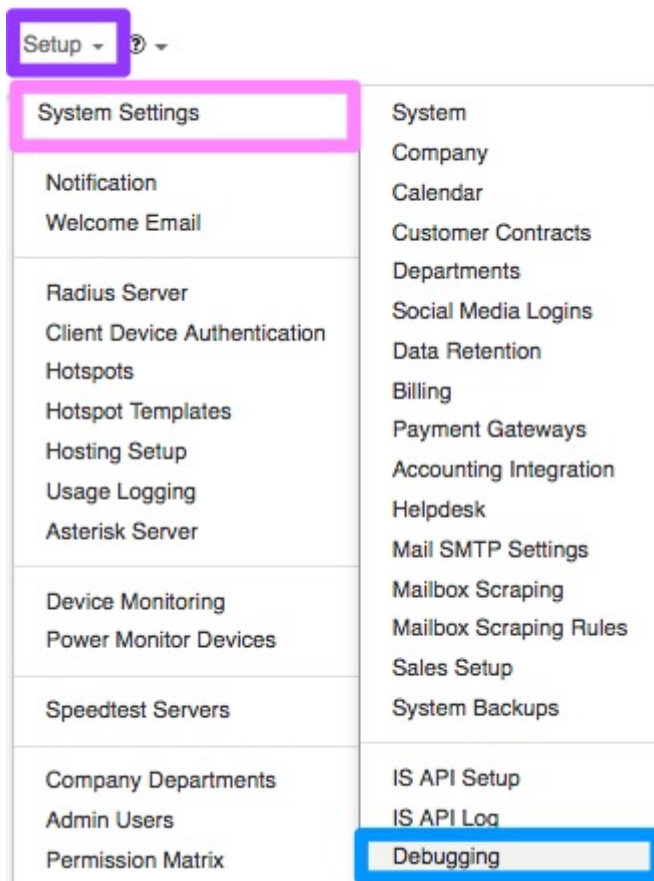 Setup
System Settings
Notification
Welcome Email
Radius Server
Client Device Authentication
Hotspots
Hotspot Templates
Hosting Setup
Usage Logging
Asterisk Server
Device Monitoring
Power Monitor Devices
Speedtest Servers
Company Departments
Admin Users
Permission Matrix
System
Company
Calendar
Customer Contracts
Departments
Social Media Logins
Data Retention
Billing
Payment Gateways
Accounting Integration
Helpdesk
Mail SMTP Settings
Mailbox Scraping
Mailbox Scraping Rules
Sales Setup
System Backups
IS API Setup
IS API Log
Debugging